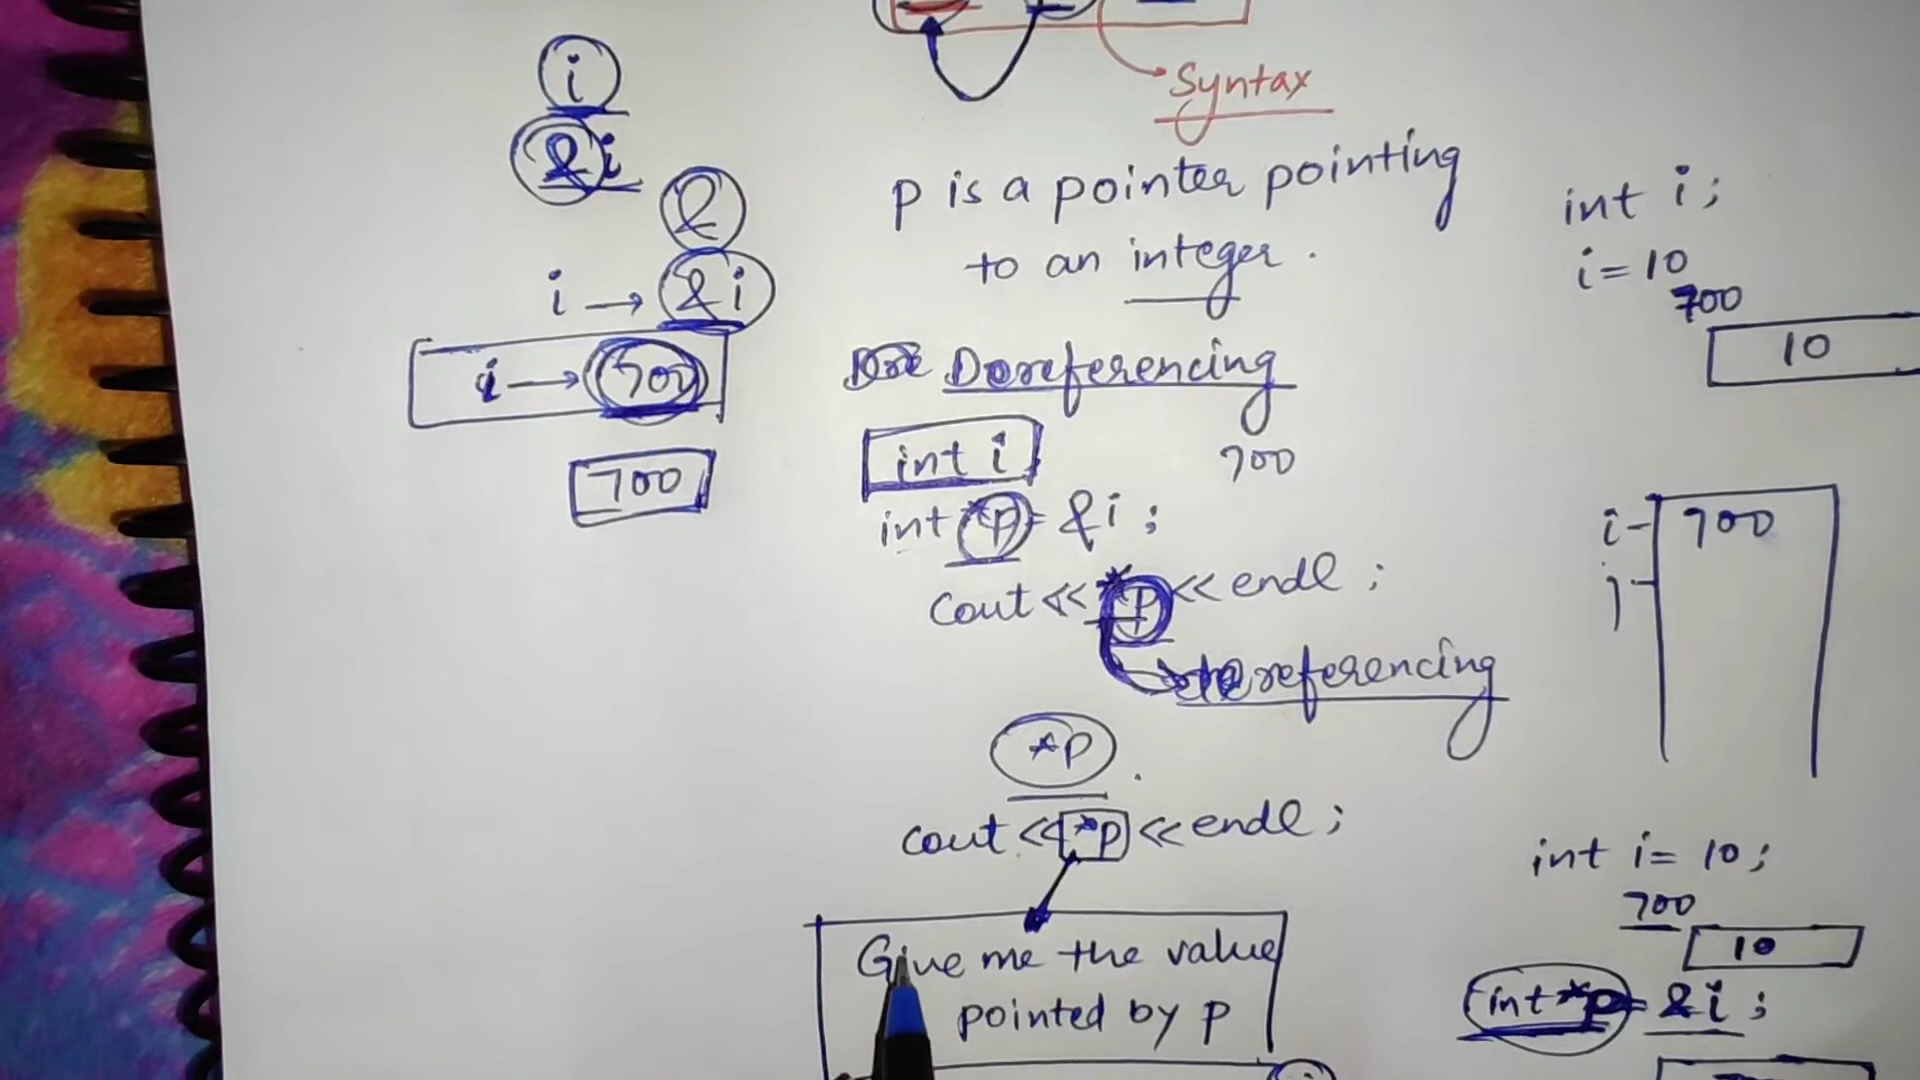 i
&i
&
i → &i
i → 700
700
Syntax
p is a pointer pointing
to an integer.
Dereferencing
int i
700
int *p = &i ;
cout << *p << endl ;
dereferencing
*p
cout << *p << endl ;
Give me the value
pointed by p
int i ;
i = 10
700
10
i - 700
j -
int i = 10 ;
700
10
int *p = &i ;